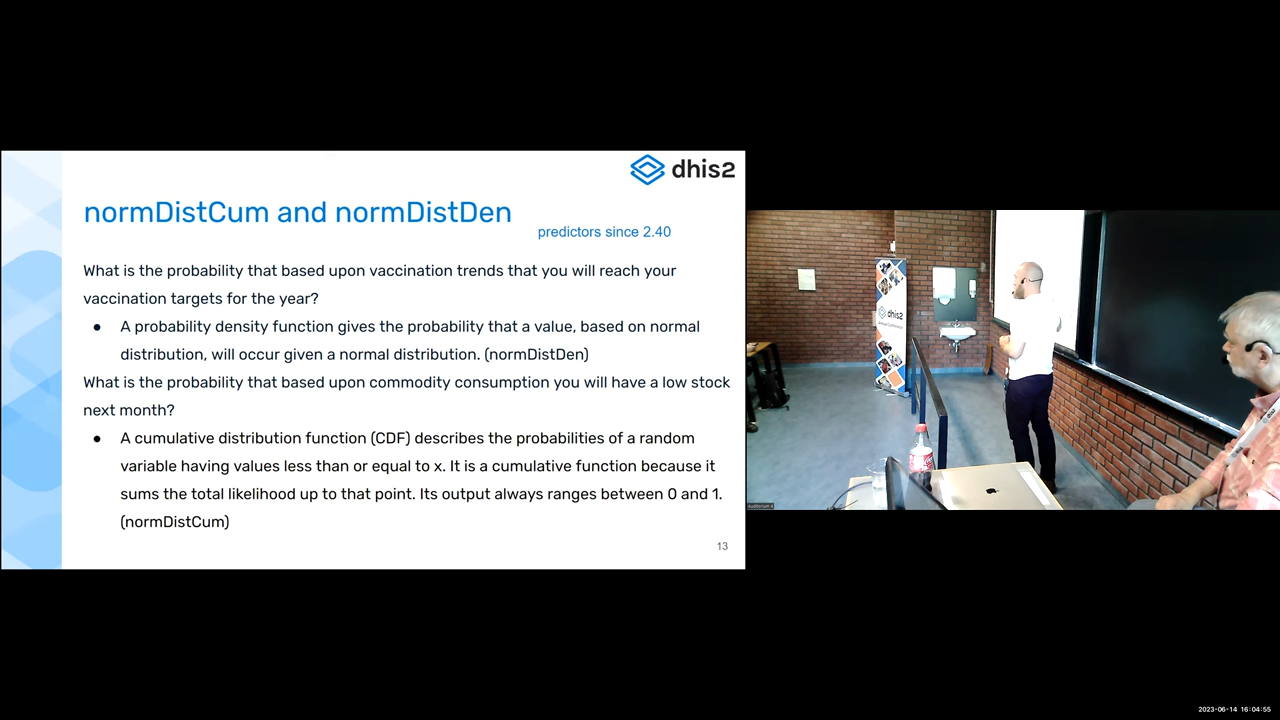 dhis2
normDistCum and normDistDen
predictors since 2.40
What is the probability that based upon vaccination trends that you will reach your
vaccination targets for the year?
● A probability density function gives the probability that a value, based on normal
distribution, will occur given a normal distribution. (normDistDen)
What is the probability that based upon commodity consumption you will have a low stock
next month?
● A cumulative distribution function (CDF) describes the probabilities of a random
variable having values less than or equal to x. It is a cumulative function because it
sums the total likelihood up to that point. Its output always ranges between 0 and 1.
(normDistCum)
13
dhis2
2023-06-14 16:04:55